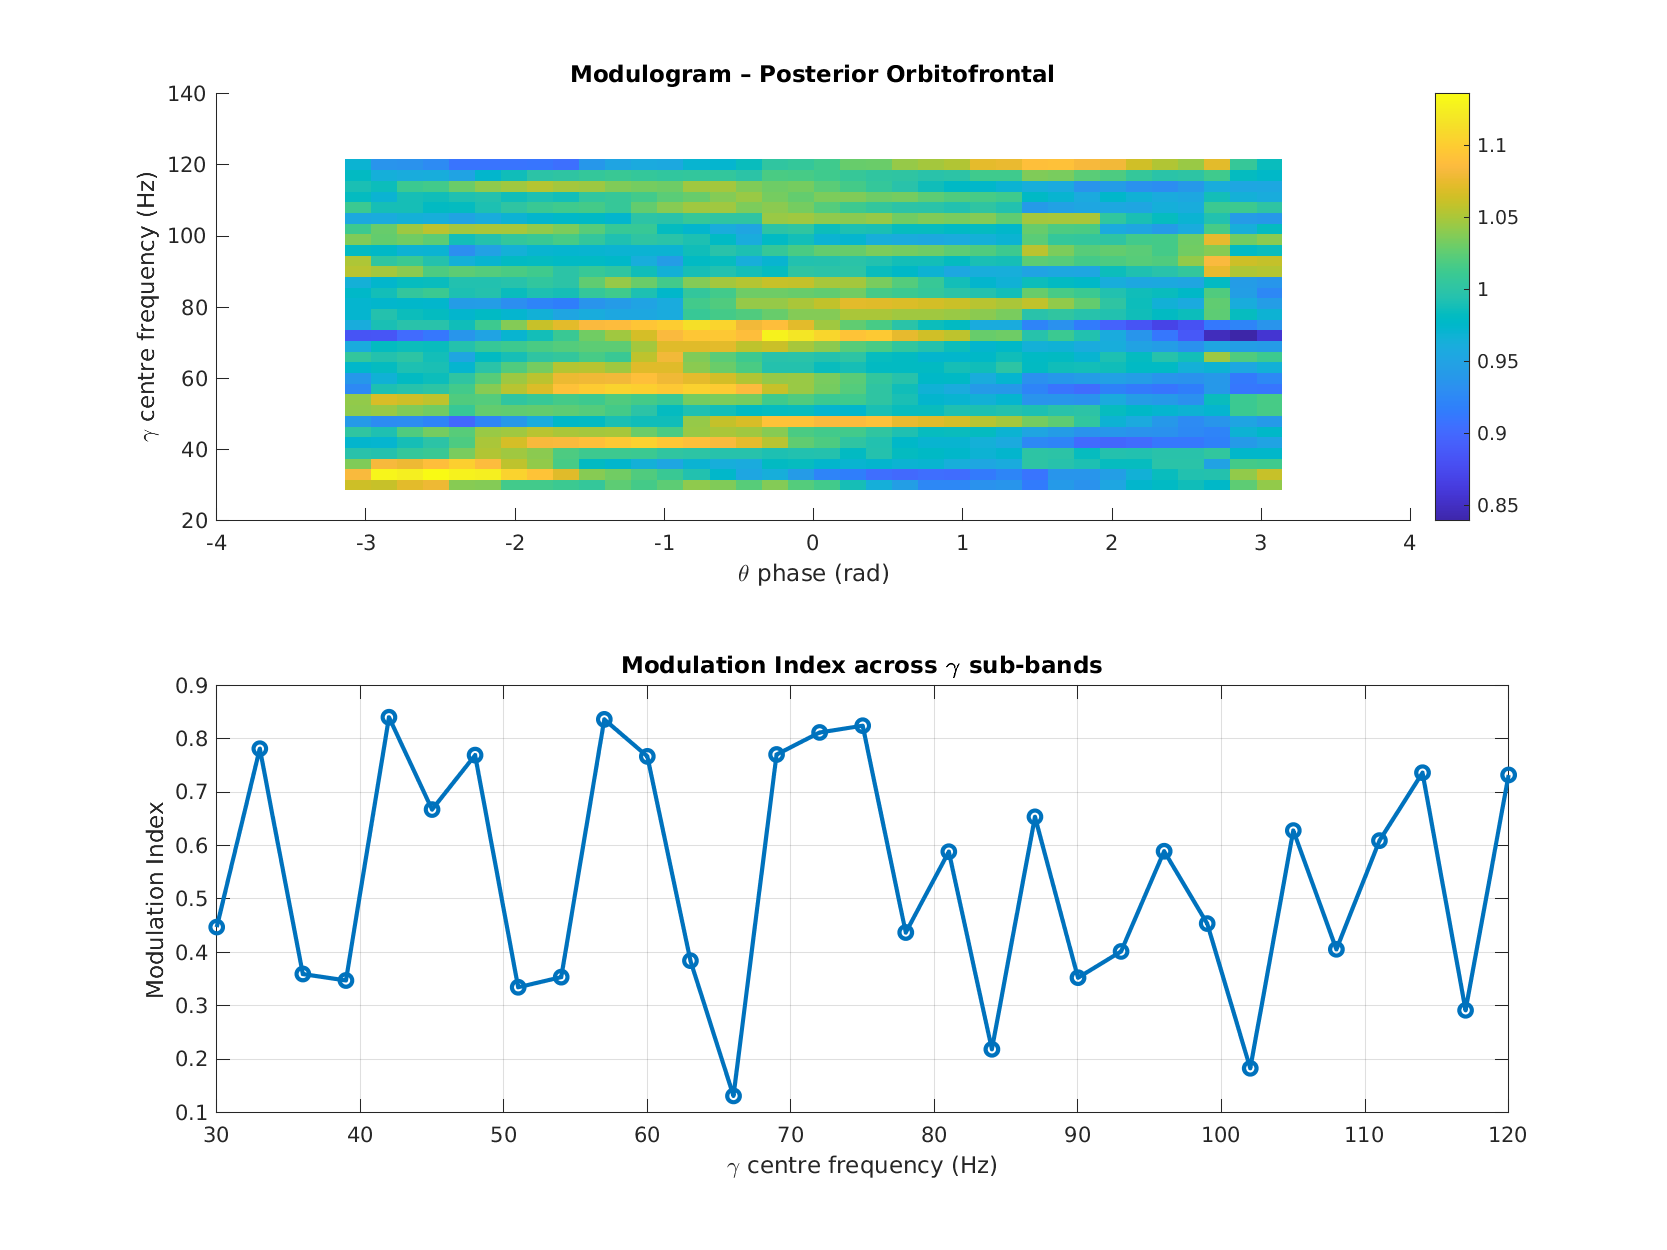 Modulogram – Posterior Orbitofrontal
140
120
100
80
60
40
20
γ centre frequency (Hz)
-4 -3 -2 -1 0 1 2 3 4
θ phase (rad)
1.1
1.05
1
0.95
0.9
0.85
Modulation Index across γ sub-bands
0.9
0.8
0.7
0.6
0.5
0.4
0.3
0.2
0.1
Modulation Index
30 40 50 60 70 80 90 100 110 120
γ centre frequency (Hz)